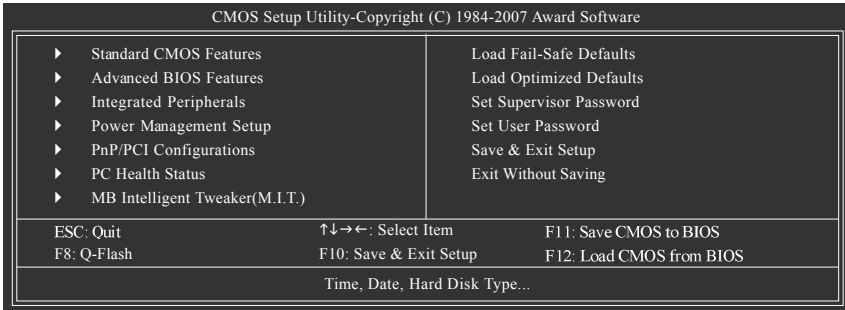 CMOS Setup Utility-Copyright (C) 1984-2007 Award Software
Standard CMOS Features
Advanced BIOS Features
Integrated Peripherals
Power Management Setup
PnP/PCI Configurations
PC Health Status
MB Intelligent Tweaker(M.I.T.)
Load Fail-Safe Defaults
Load Optimized Defaults
Set Supervisor Password
Set User Password
Save & Exit Setup
Exit Without Saving
ESC: Quit
↑↓→←: Select Item
F11: Save CMOS to BIOS
F8: Q-Flash
F10: Save & Exit Setup
F12: Load CMOS from BIOS
Time, Date, Hard Disk Type...